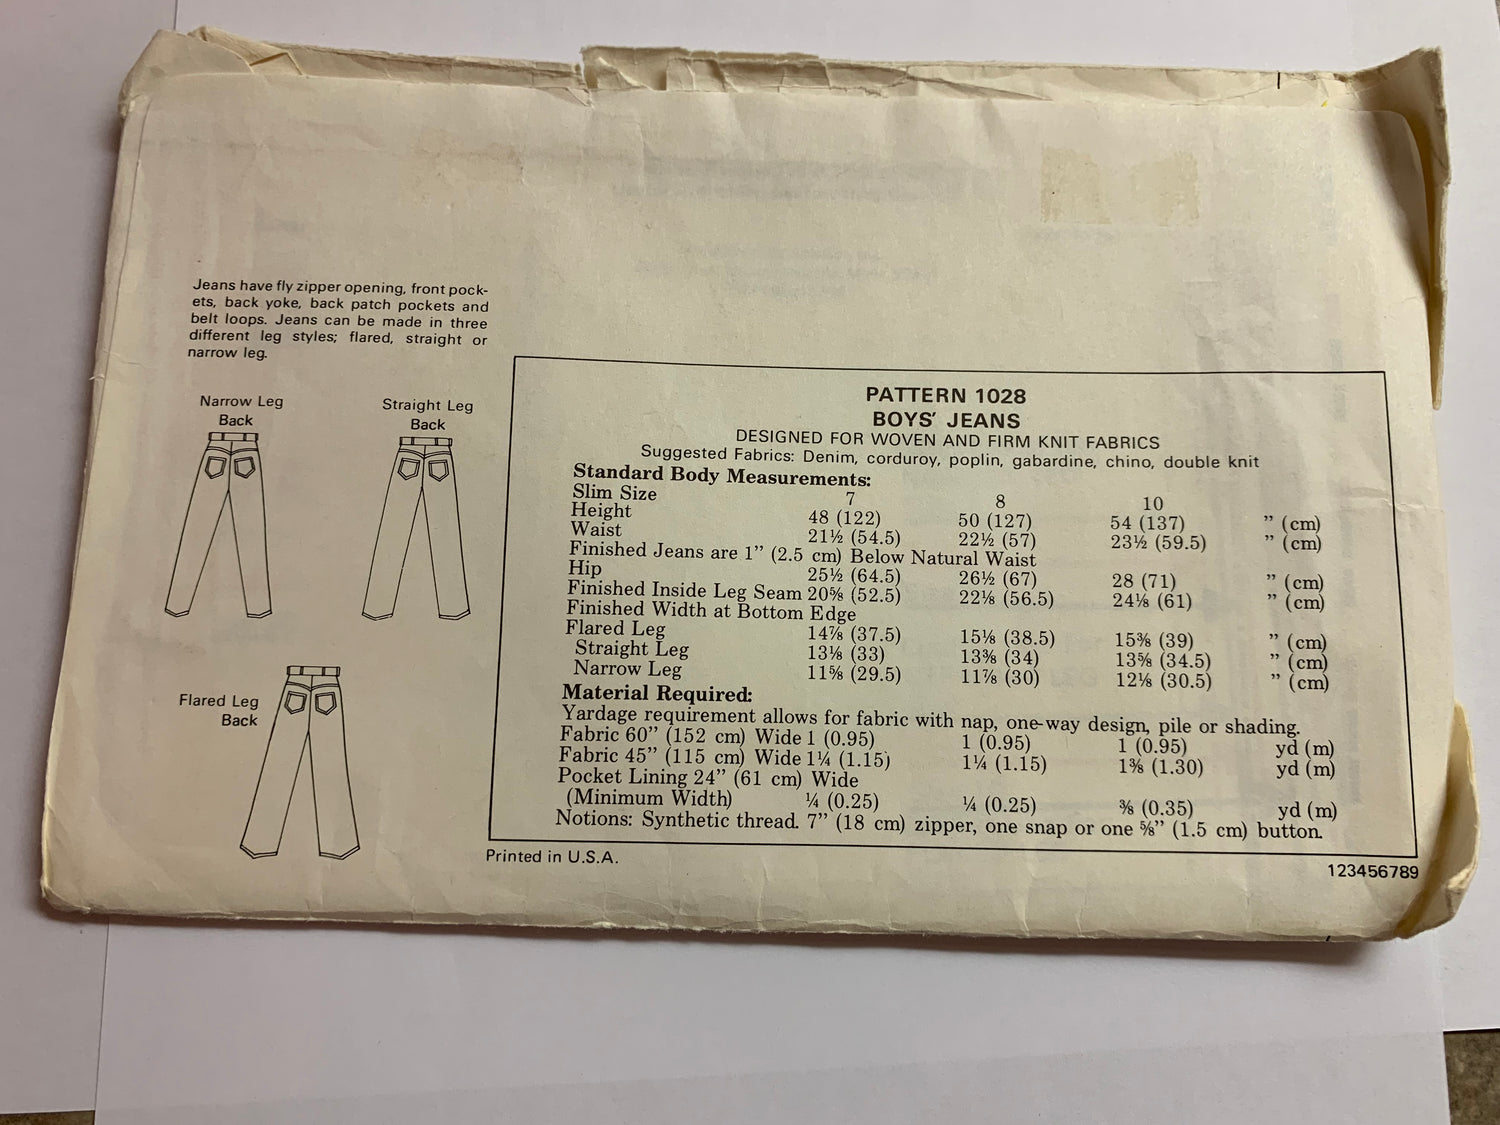 Jeans have fly zipper opening, front pock-
ets, back yoke, back patch pockets and
belt loops. Jeans can be made in three
different leg styles; flared, straight or
narrow leg.
Narrow Leg
Back
Straight Leg
Back
Flared Leg
Back
PATTERN 1028
BOYS' JEANS
DESIGNED FOR WOVEN AND FIRM KNIT FABRICS
Suggested Fabrics: Denim, corduroy, poplin, gabardine, chino, double knit
Standard Body Measurements:
Slim Size 7 8 10
Height 48 (122) 50 (127) 54 (137) ” (cm)
Waist 21½ (54.5) 22½ (57) 23½ (59.5) ” (cm)
Finished Jeans are 1” (2.5 cm) Below Natural Waist
Hip 25½ (64.5) 26½ (67) 28 (71) ” (cm)
Finished Inside Leg Seam 20⅝ (52.5) 22⅛ (56.5) 24⅛ (61) ” (cm)
Finished Width at Bottom Edge
Flared Leg 14⅞ (37.5) 15⅛ (38.5) 15⅜ (39) ” (cm)
Straight Leg 13⅛ (33) 13⅜ (34) 13⅝ (34.5) ” (cm)
Narrow Leg 11⅝ (29.5) 11⅞ (30) 12⅛ (30.5) ” (cm)
Material Required:
Yardage requirement allows for fabric with nap, one-way design, pile or shading.
Fabric 60” (152 cm) Wide 1 (0.95) 1 (0.95) 1 (0.95) yd (m)
Fabric 45” (115 cm) Wide 1¼ (1.15) 1¼ (1.15) 1⅜ (1.30) yd (m)
Pocket Lining 24” (61 cm) Wide
(Minimum Width) ¼ (0.25) ¼ (0.25) ⅜ (0.35) yd (m)
Notions: Synthetic thread. 7” (18 cm) zipper, one snap or one ⅝” (1.5 cm) button.
Printed in U.S.A.
123456789